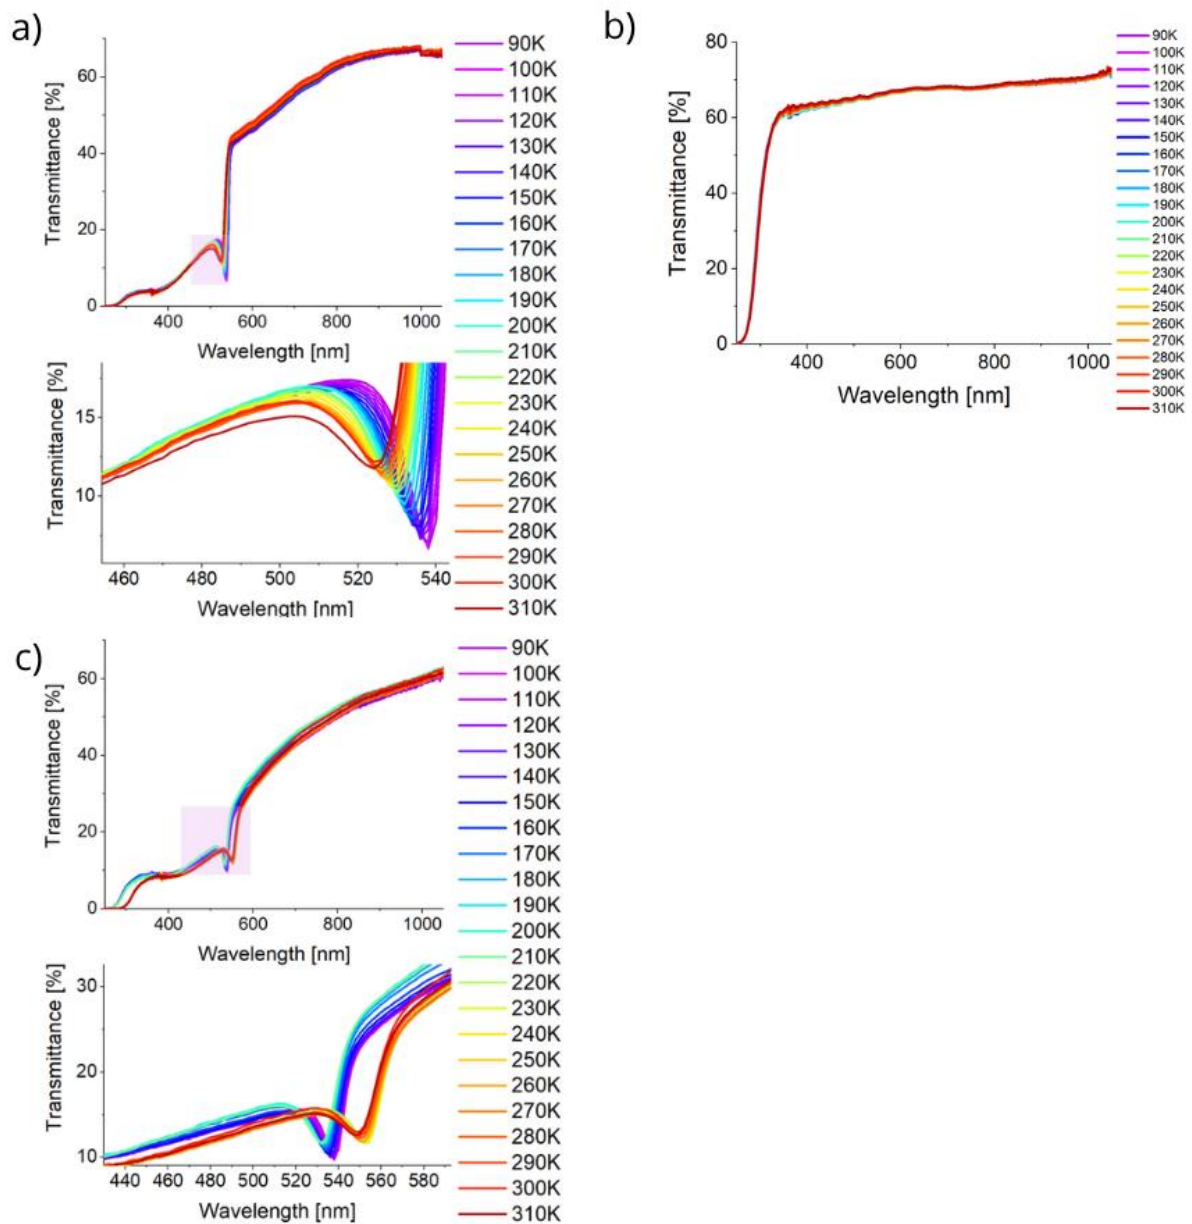 a)
Transmittance [%]
60
40
20
0
400 600 800 1000
Wavelength [nm]
Transmittance [%]
15
10
460 480 500 520 540
Wavelength [nm]
90K
100K
110K
120K
130K
140K
150K
160K
170K
180K
190K
200K
210K
220K
230K
240K
250K
260K
270K
280K
290K
300K
310K
b)
Transmittance [%]
80
60
40
20
0
400 600 800 1000
Wavelength [nm]
90K
100K
110K
120K
130K
140K
150K
160K
170K
180K
190K
200K
210K
220K
230K
240K
250K
260K
270K
280K
290K
300K
310K
c)
Transmittance [%]
60
40
20
0
400 600 800 1000
Wavelength [nm]
Transmittance [%]
30
20
10
440 460 480 500 520 540 560 580
Wavelength [nm]
90K
100K
110K
120K
130K
140K
150K
160K
170K
180K
190K
200K
210K
220K
230K
240K
250K
260K
270K
280K
290K
300K
310K